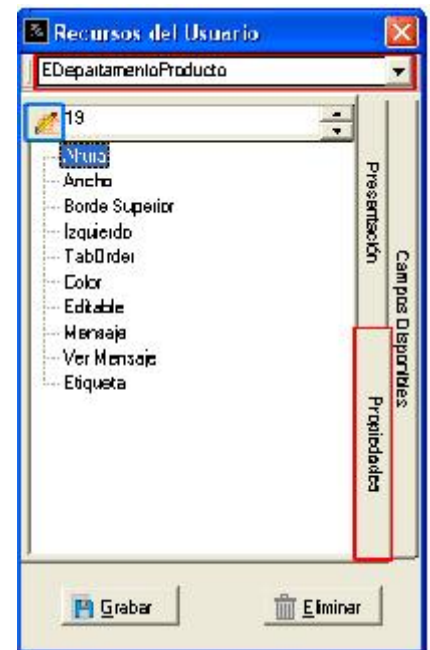 Recursos del Usuario
EDepartamentoProducto
19
Altura
Ancho
Borde Superior
Izquierdo
TabOrder
Color
Editable
Mensaje
Ver Mensaje
Etiqueta
Presentación
Propiedades
Campos Disponibles
Grabar
Eliminar